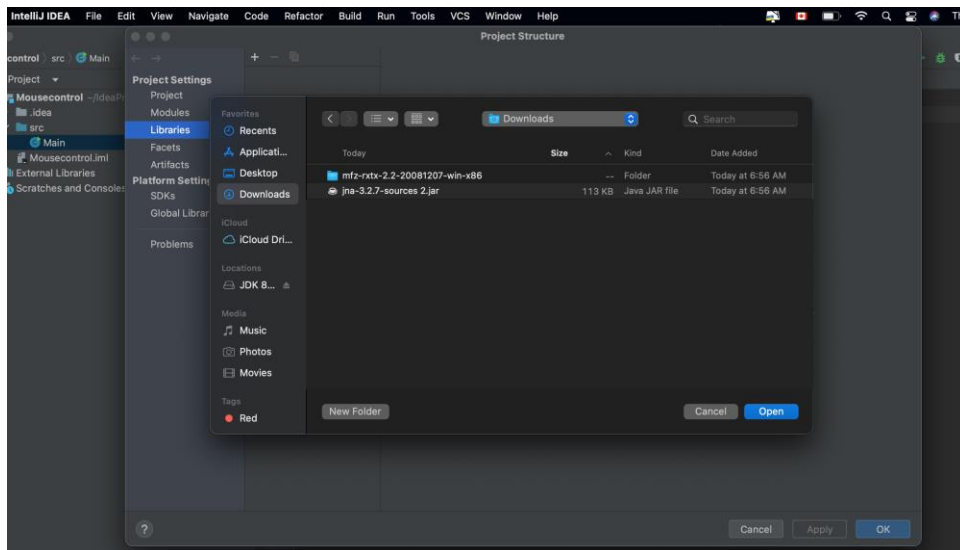 IntelliJ IDEA File Edit View Navigate Code Refactor Build Run Tools VCS Window Help
Project Structure
control src Main
Project
Mousecontrol
.idea
src
Main
Mousecontrol.iml
External Libraries
Scratches and Consoles
Project Settings
Project
Modules
Libraries
Facets
Artifacts
Platform Setting
SDKs
Global Librar
Problems
Favorites
Recents
Applicati...
Desktop
Downloads
iCloud
iCloud Dri...
Locations
JDK 8...
Media
Music
Photos
Movies
Tags
Red
Downloads
Search
Today Size Kind Date Added
mfz-rxtx-2.2-20081207-win-x86 -- Folder Today at 6:56 AM
jna-3.2.7-sources 2.jar 113 KB Java JAR file Today at 6:56 AM
New Folder Cancel Open
? Cancel Apply OK